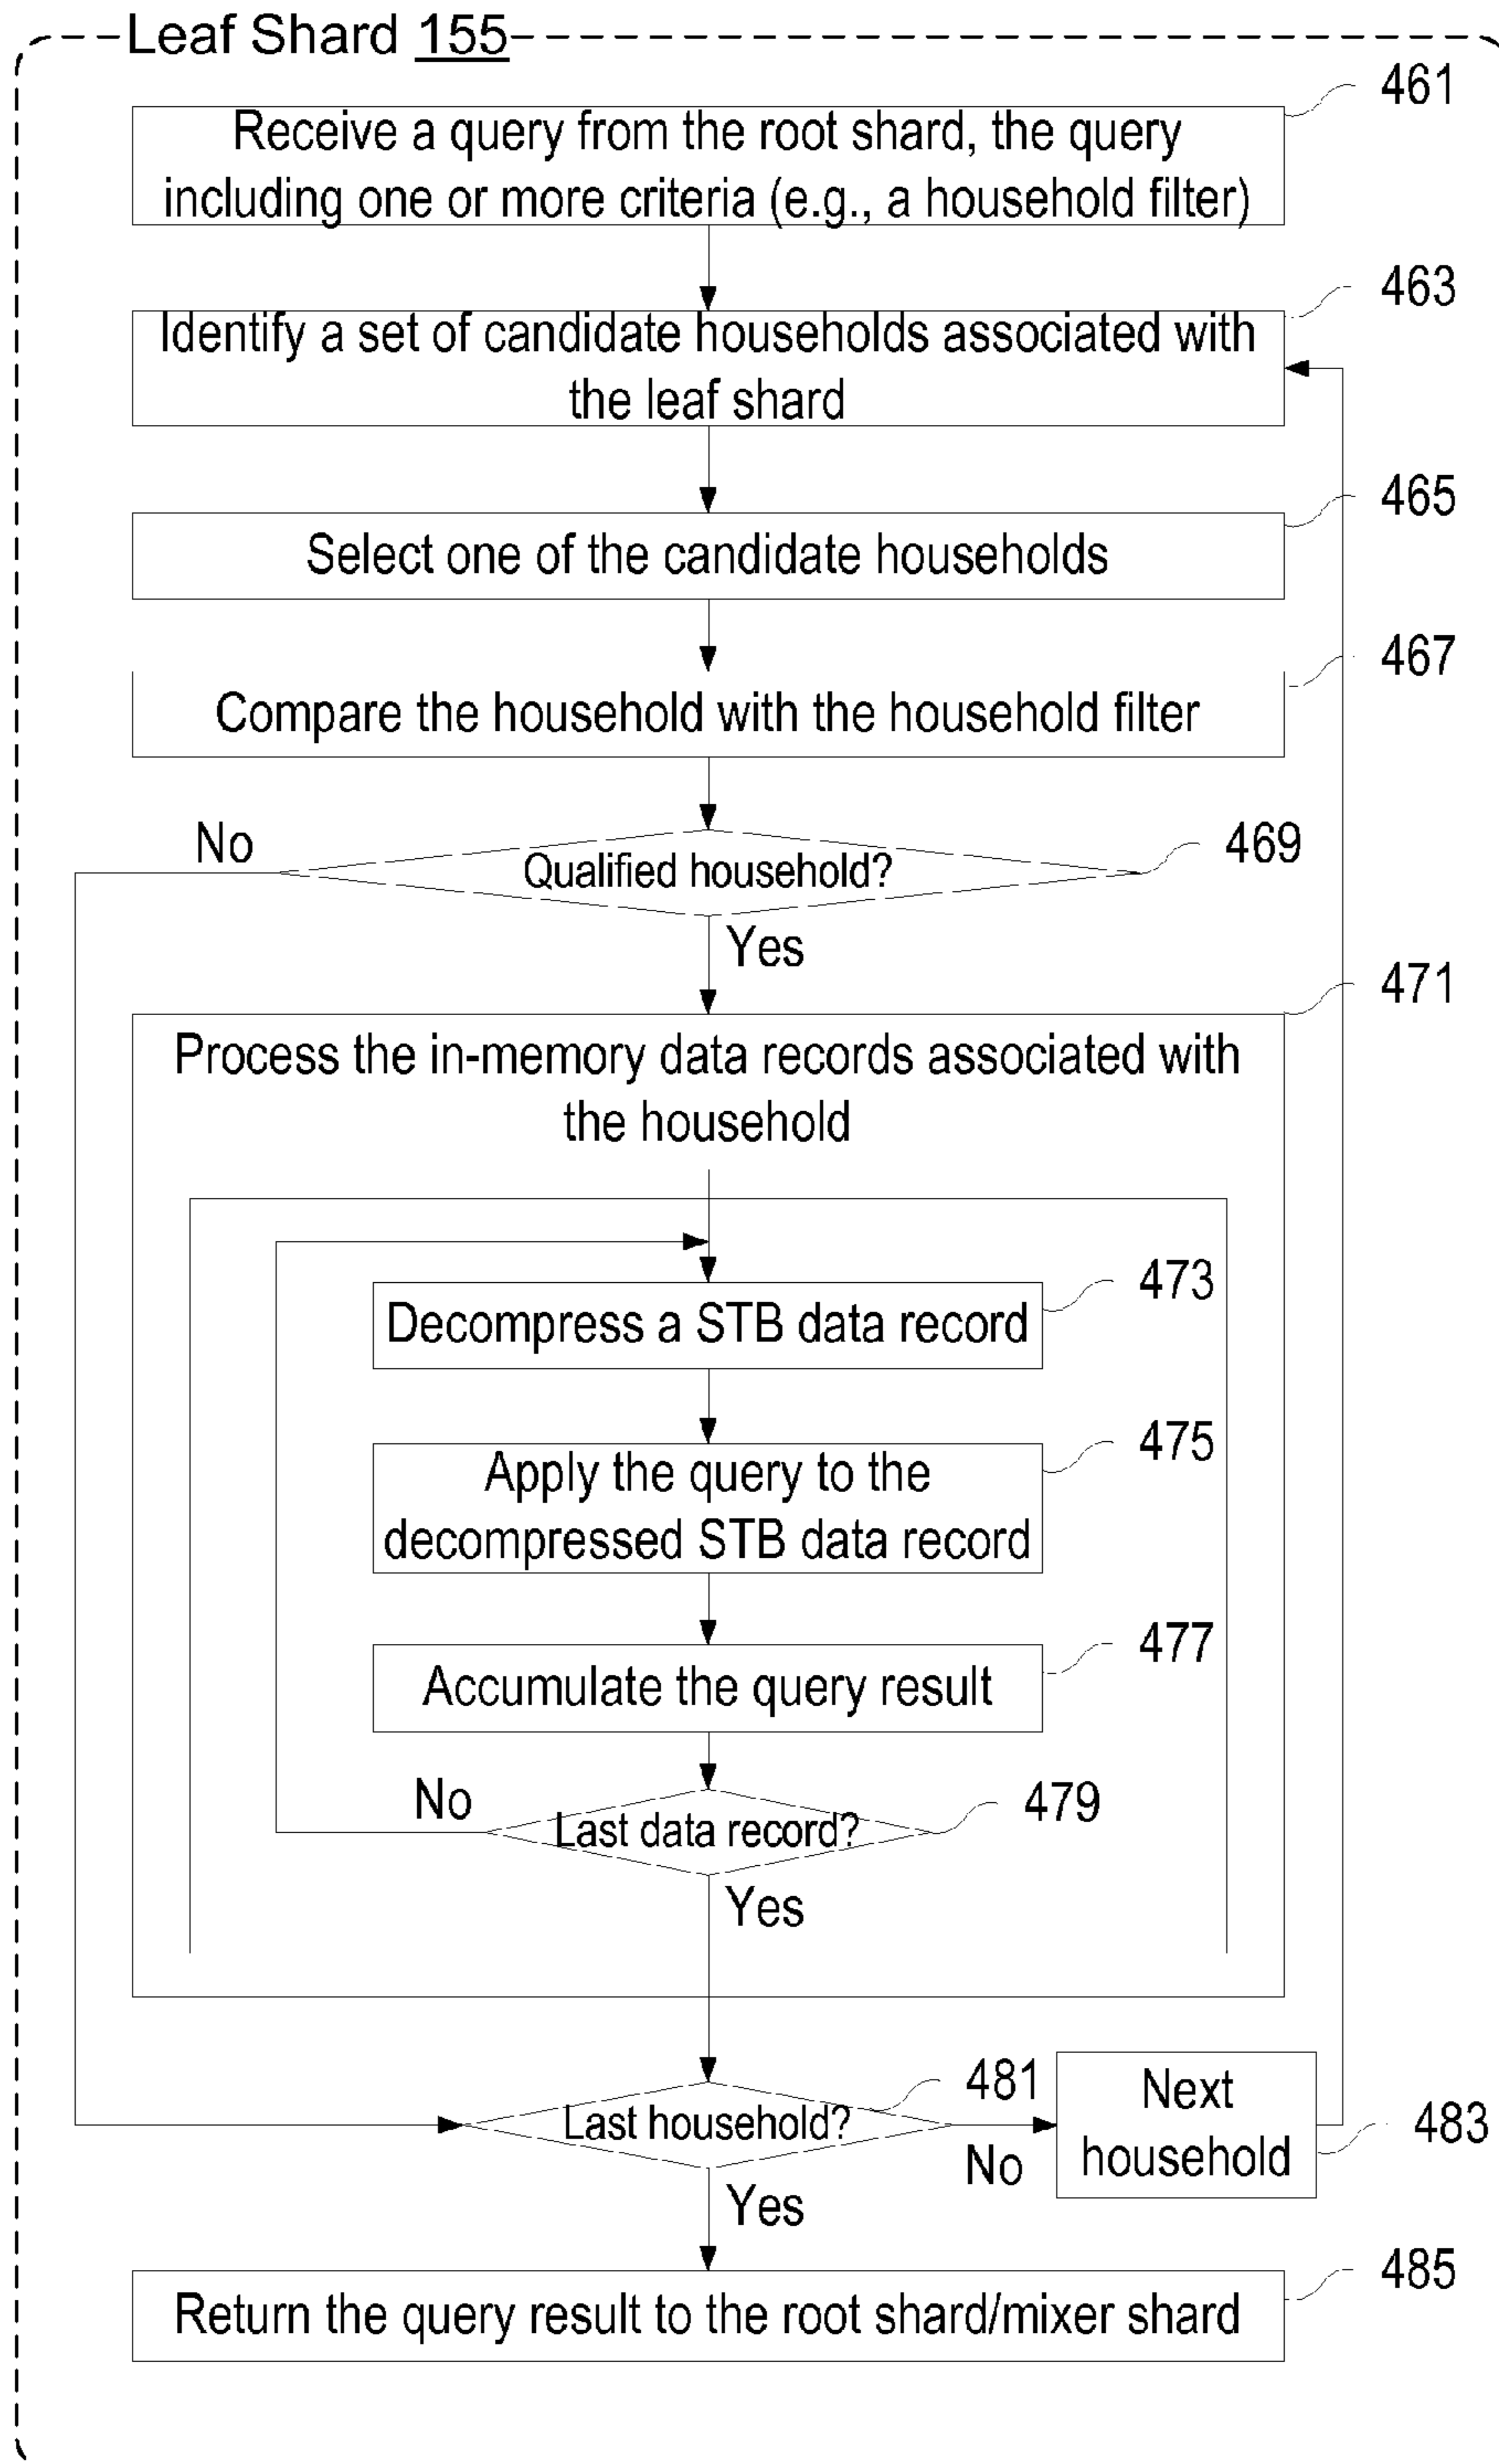 Leaf Shard 155
461
Receive a query from the root shard, the query
including one or more criteria (e.g., a household filter)
463
Identify a set of candidate households associated with
the leaf shard
465
Select one of the candidate households
467
Compare the household with the household filter
No
469
Qualified household?
Yes
471
Process the in-memory data records associated with
the household
473
Decompress a STB data record
475
Apply the query to the
decompressed STB data record
477
Accumulate the query result
No
479
Last data record?
Yes
481
Last household?
No
Next
household
483
Yes
485
Return the query result to the root shard/mixer shard